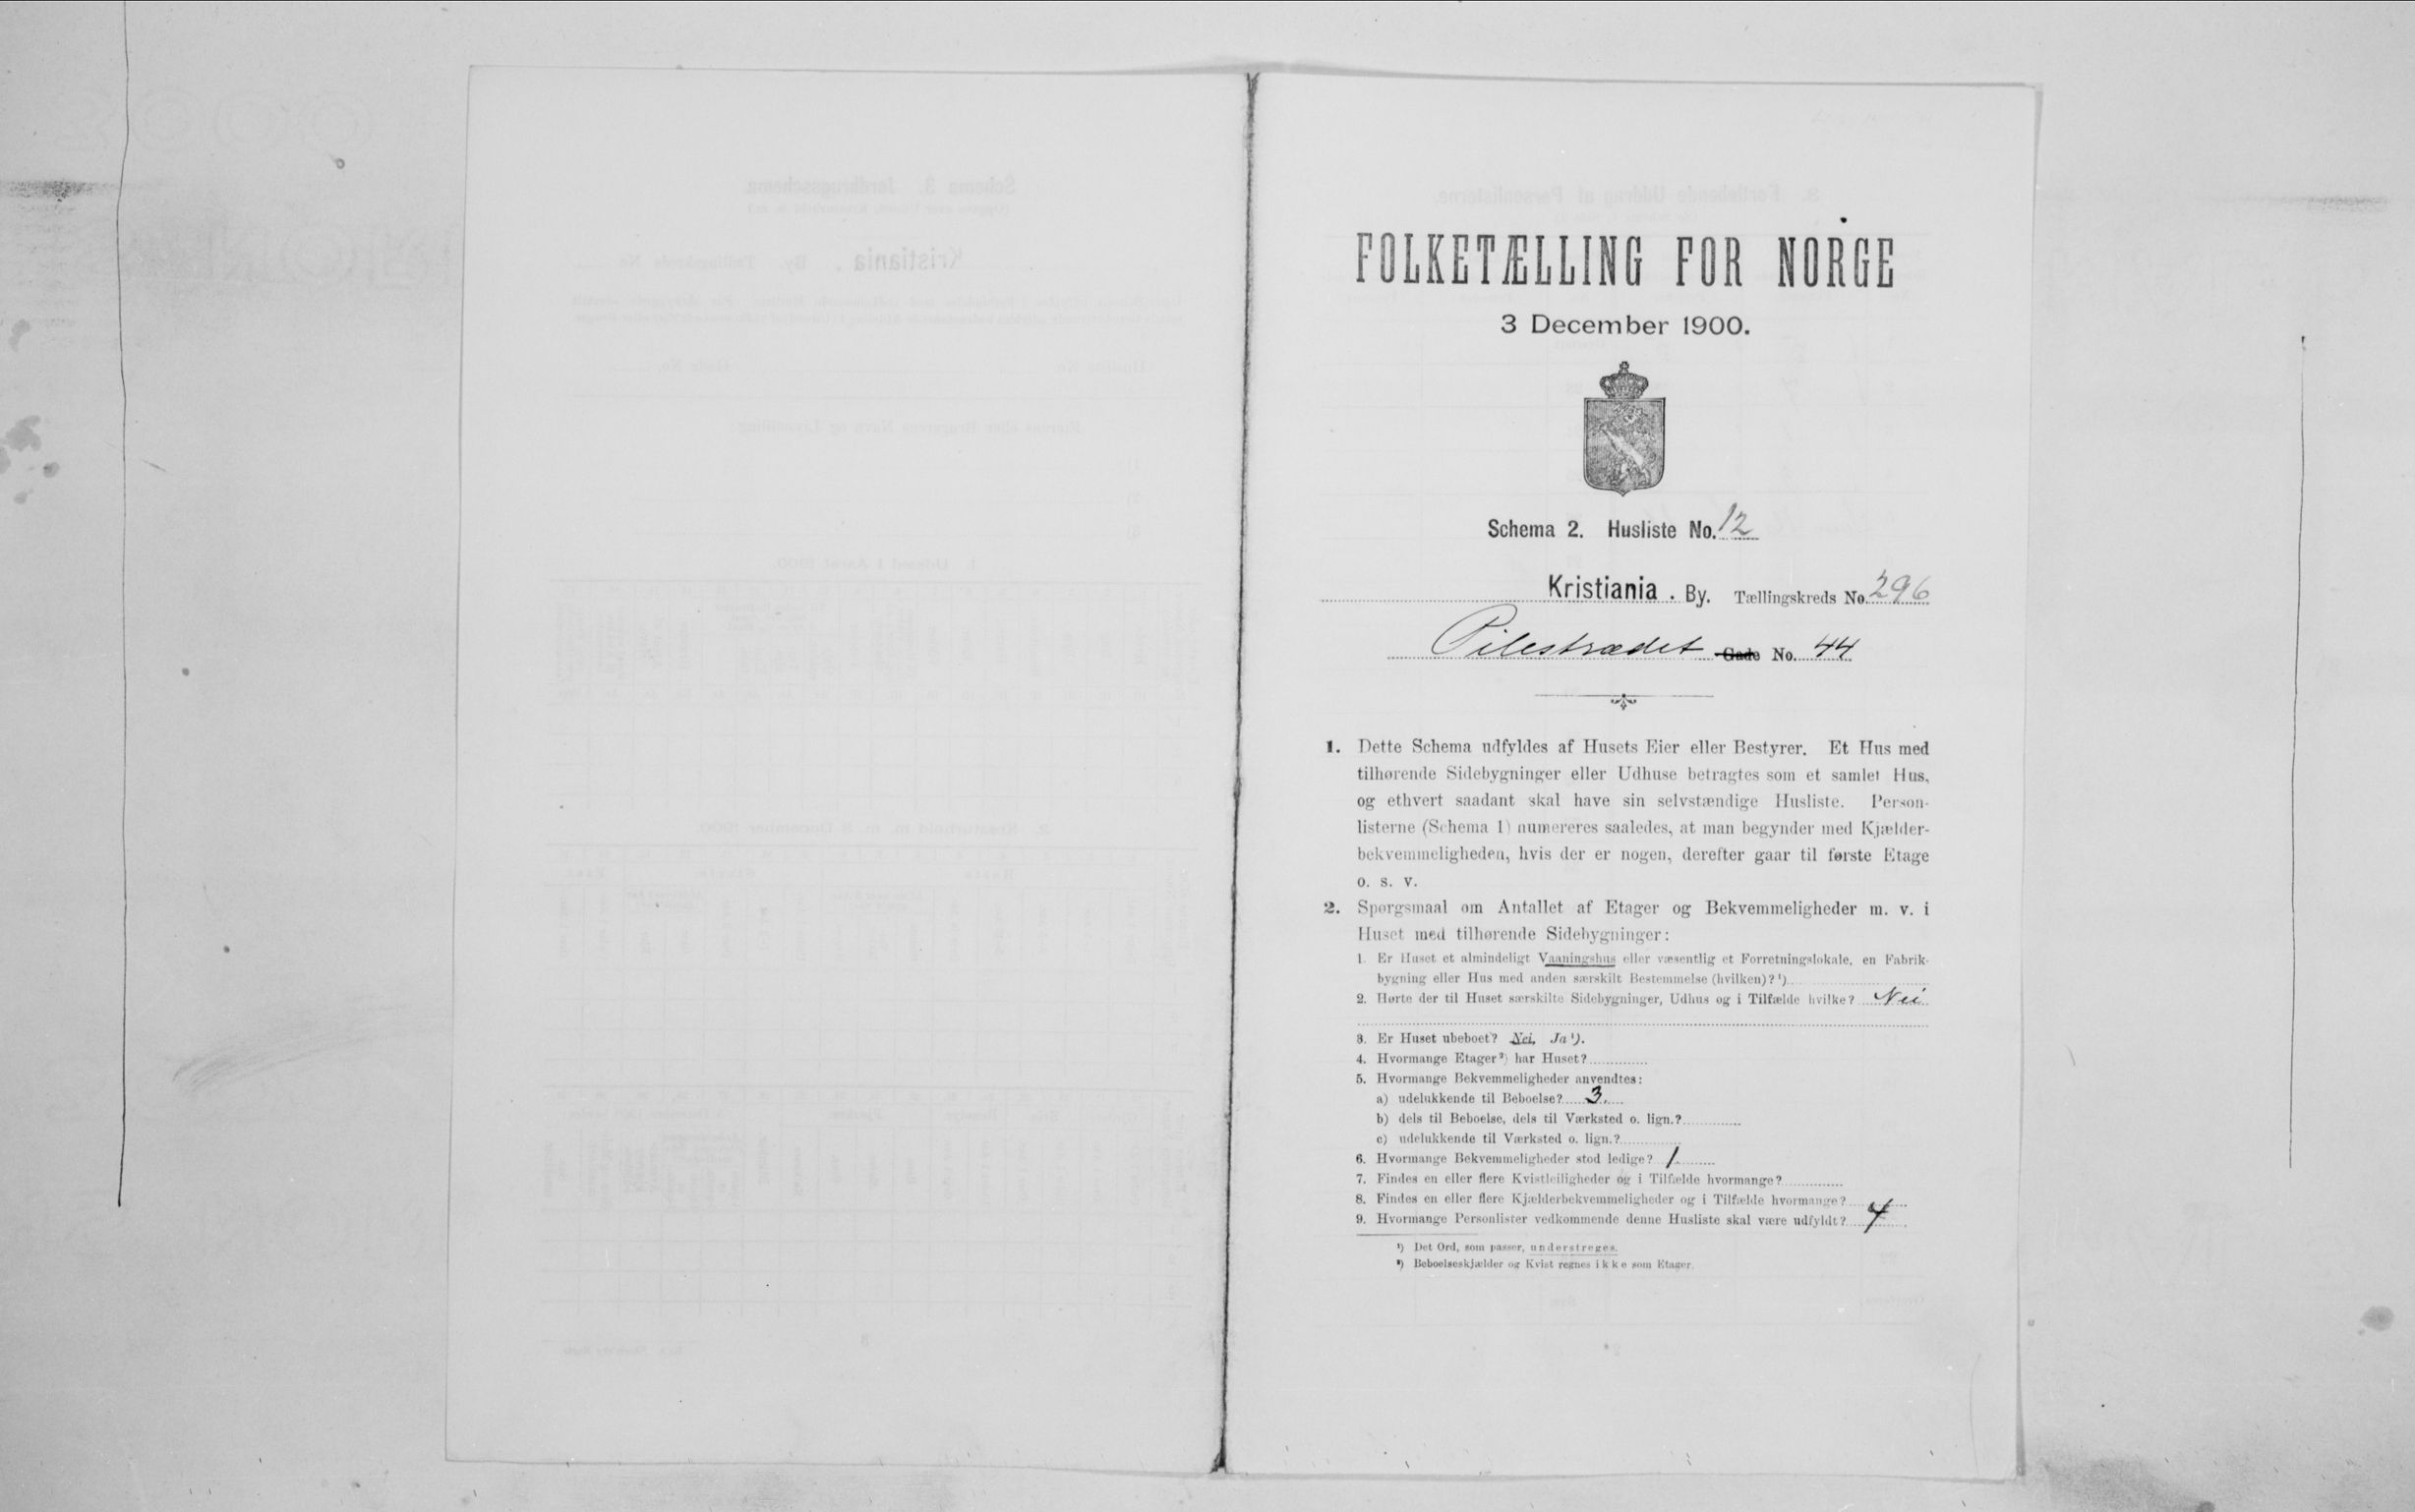 FOLKETÆLLING FOR NORGE
3 December 1900.
Schema 2. Husliste No. 12
Kristiania. By. Tællingskreds No. 296
Pilestrædet Gade No. 44
1. Dette Schema udfyldes af Husets Eier eller Bestyrer. Et Hus med
tilhørende Sidebygninger eller Udhuse betragtes som et samlet Hus,
og ethvert saadant skal have sin selvstændige Husliste. Person-
listerne (Schema 1) numereres saaledes, at man begynder med Kjælder-
bekvemmeligheden, hvis der er nogen, derefter gaar til første Etage
o. s. v.
2. Spørgsmaal om Antallet af Etager og Bekvemmeligheder m. v. i
Huset med tilhørende Sidebygninger:
1. Er Huset et almindeligt Vaaningshus eller væsentlig et Forretningslokale, en Fabrik-
bygning eller Hus med anden særskilt Bestemmelse (hvilken)?¹)
2. Hørte der til Huset særskilte Sidebygninger, Udhus og i Tilfælde hvilke? Nei
3. Er Huset ubeboet? Nei, Ja¹).
4. Hvormange Etager²) har Huset?
5. Hvormange Bekvemmeligheder anvendtes:
a) udelukkende til Beboelse? 3.
b) dels til Beboelse, dels til Værksted o. lign.?
c) udelukkende til Værksted o. lign.?
6. Hvormange Bekvemmeligheder stod ledige? 1
7. Findes en eller flere Kvistleiligheder og i Tilfælde hvormange?
8. Findes en eller flere Kjælderbekvemmeligheder og i Tilfælde hvormange?
9. Hvormange Personlister vedkommende denne Husliste skal være udfyldt? 4
¹) Det Ord, som passer, understreges.
²) Beboelseskjælder og Kvist regnes ikke som Etager.